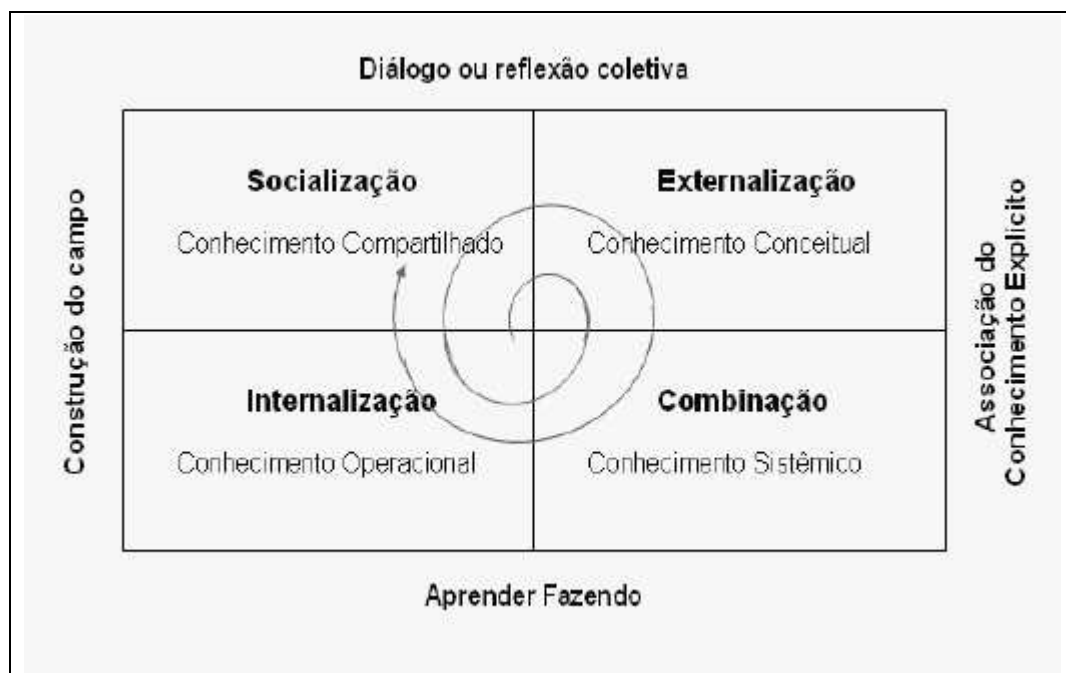 Diálogo ou reflexão coletiva
Construção do campo
Socialização
Conhecimento Compartilhado
Externalização
Conhecimento Conceitual
Internalização
Conhecimento Operacional
Combinação
Conhecimento Sistêmico
Associação do
Conhecimento Explícito
Aprender Fazendo